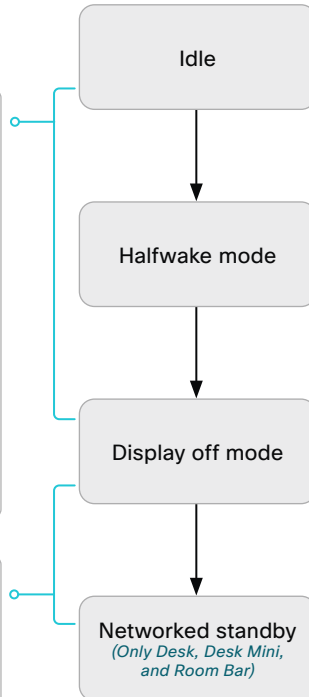 Idle
Halfwake mode
Display off mode
Networked standby
(Only Desk, Desk Mini,
and Room Bar)